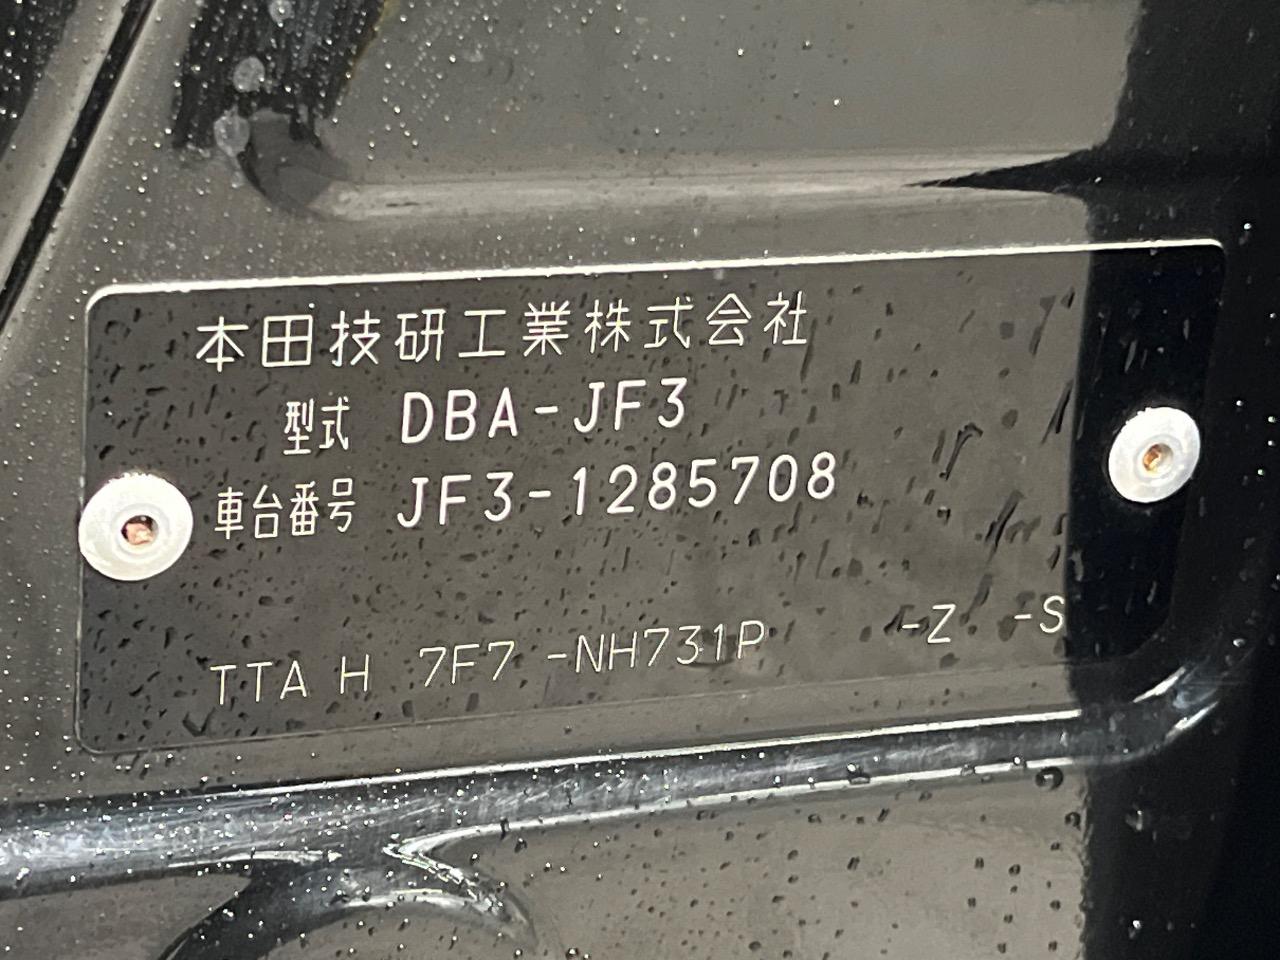 本田技研工業株式会社
型式 DBA-JF3
車台番号 JF3-1285708
TTA H 7F7 -NH731P -Z -S